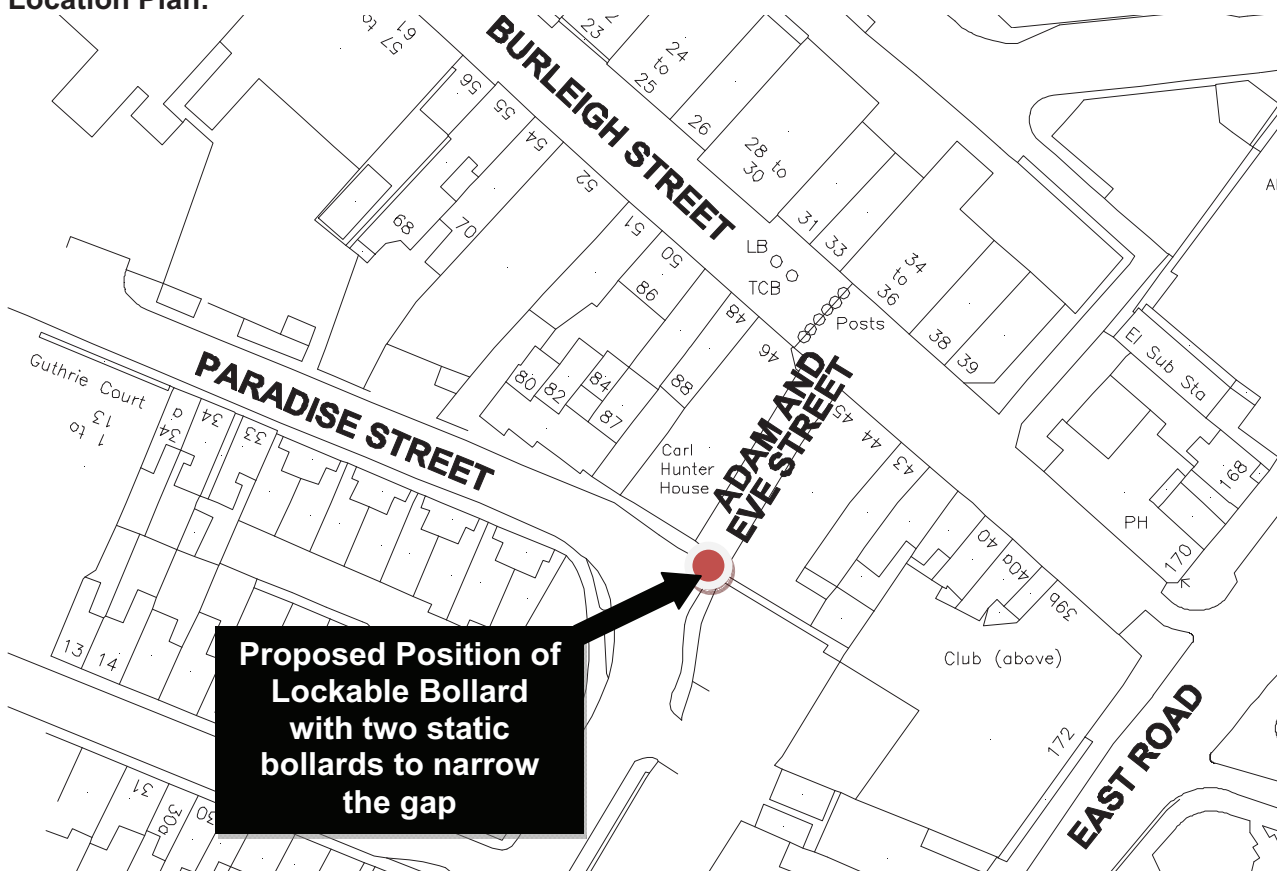 Location Plan:
57 to 61
56
55
54
52
51
50
48
46
23
24
to
25
26
28 to
30
31
33
34
to
36
38
39
BURLEIGH STREET
LB
TCB
Posts
El Sub Sta
168
170
PH
68
70
86
80
82
84
87
88
Carl
Hunter
House
ADAM AND
EVE STREET
45
44
43
40
40a
39b
PARADISE STREET
Guthrie Court
1 to 13
34 a
34
33
13
14
Club (above)
172
EAST ROAD
Proposed Position of
Lockable Bollard
with two static
bollards to narrow
the gap
31
30a
30